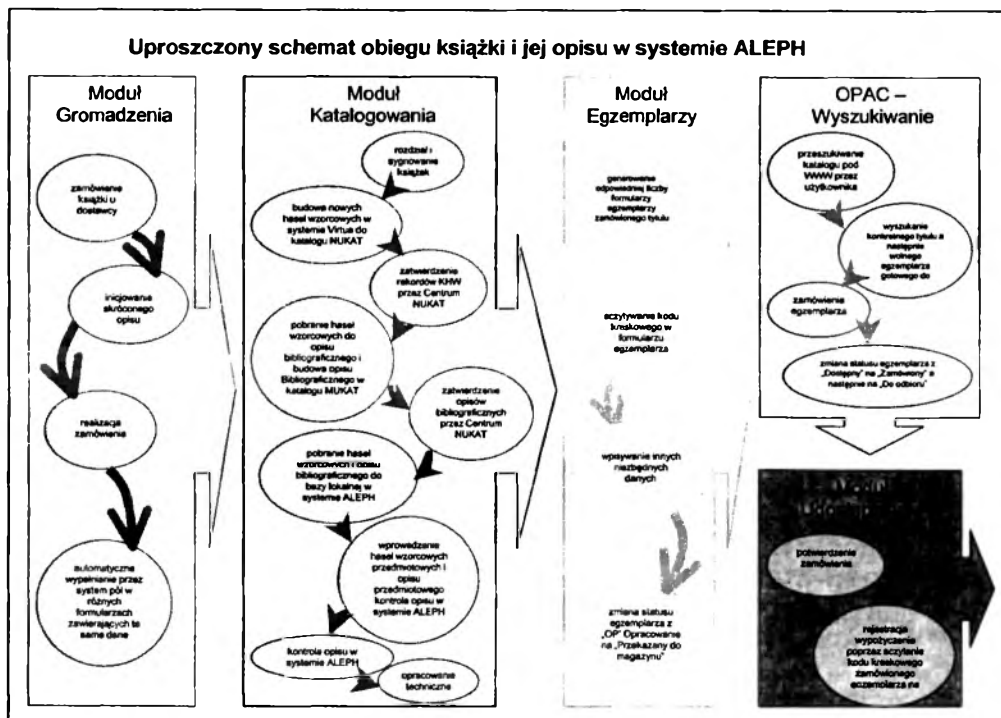 Uproszczony schemat obiegu książki i jej opisu w systemie ALEPH
Moduł
Gromadzenia
zamówienie
książki u
dostawcy
inicjowanie
skróconego
opisu
realizacja
zamówienia
automatyczne
wypełnianie przez
system pól w
różnych
formularzach
zawierających te
same dane
Moduł
Katalogowania
rozdział i
sygnowanie
książek
budowa nowych
haseł wzorcowych w
systemie Virtua do
katalogu NUKAT
zatwierdzenie
rekordów KHW
przez Centrum
NUKAT
pobranie haseł
wzorcowych do
opisu
bibliograficznego i
budowa opisu
Bibliograficznego w
katalogu MUKAT
zatwierdzenie
opisów
bibliograficznych
przez Centrum
NUKAT
pobranie haseł
wzorcowych i opisu
bibliograficznego do
bazy lokalnej w
systemie ALEPH
wprowadzenie
haseł wzorcowych
przedmiotowych i
opisu
przedmiotowego
kontrola opisu w
systemie ALEPH
kontrola opisu w
systemie ALEPH
opracowanie
techniczne
Moduł
Egzemplarzy
generowanie
odpowiedniej liczby
formularzy
egzemplarzy
zamówionego tytułu
sczytywanie kodu
kreskowego w
formularzu
egzemplarza
wpisywanie innych
niezbędnych
danych
zmiana statusu
egzemplarza z
„OP" Opracowanie
na „Przekazany do
magazynu"
OPAC –
Wyszukiwanie
przeszukiwanie
katalogu pod
WWW przez
użytkownika
wyszukanie
konkretnego tytułu a
następnie
wolnego
egzemplarza
gotowego do
zamówienie
egzemplarza
zmiana statusu egzemplarza z
„Dostępny" na „Zamówiony" a
następnie na „Do odbioru"
Moduł
potwierdzenie
zamówienia
rejestracja
wypożyczenie
poprzez sczytanie
kodu kreskowego
zamówionego
egzemplarza na